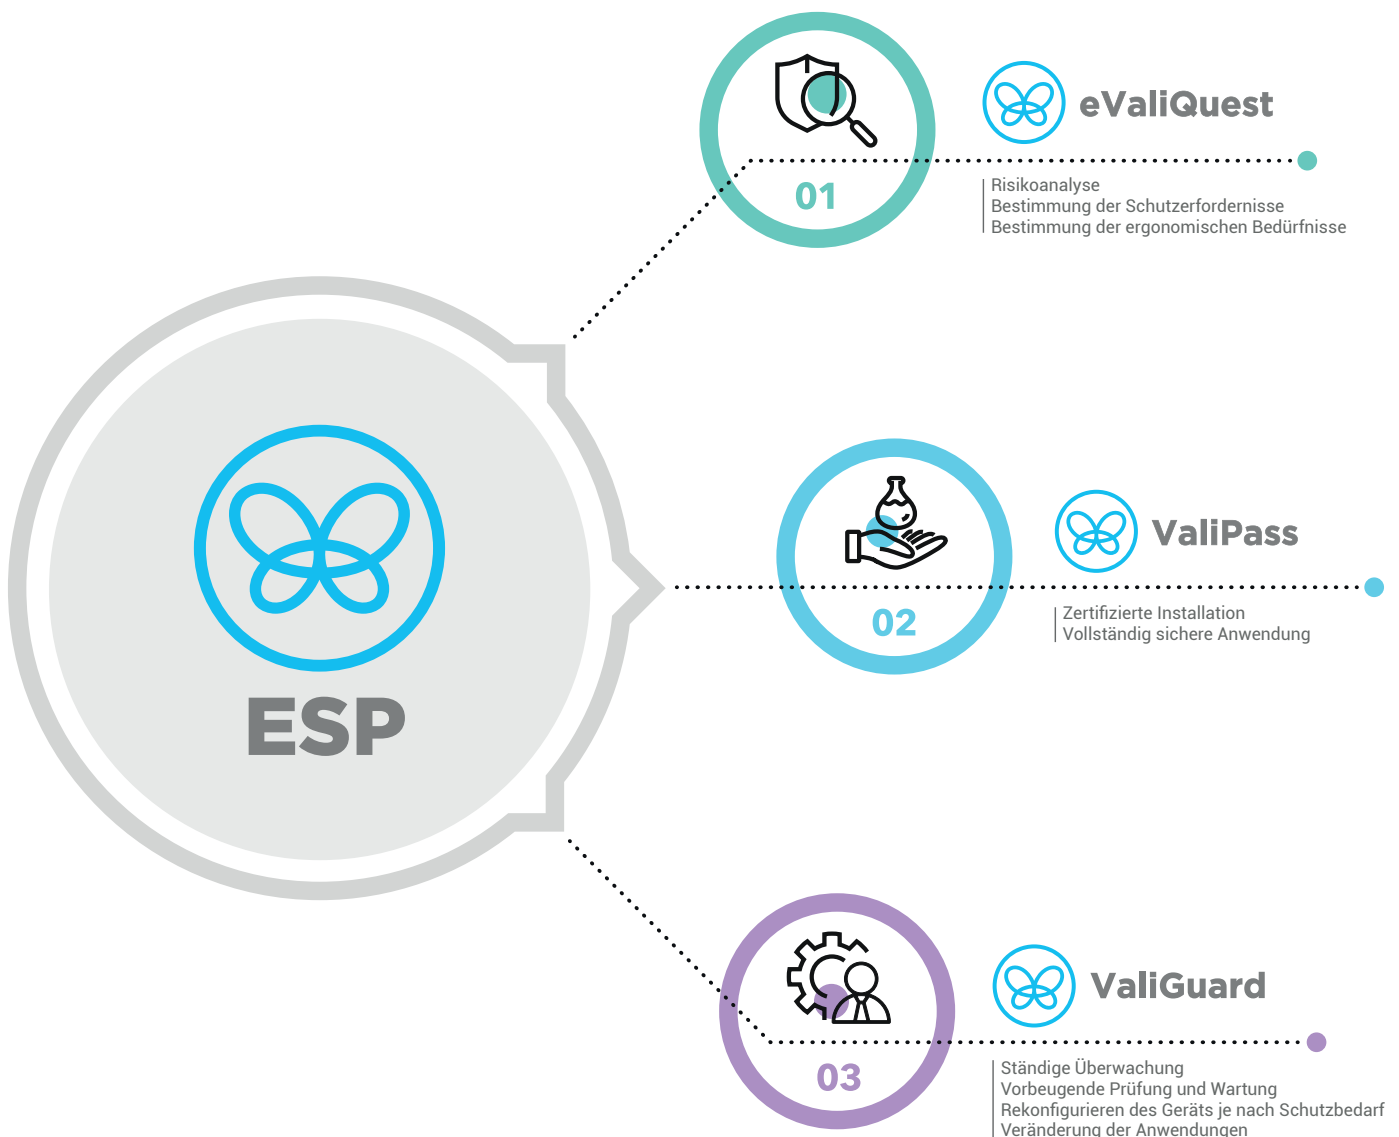 eValiQuest
01
Risikoanalyse
Bestimmung der Schutzerfordernisse
Bestimmung der ergonomischen Bedürfnisse
ESP
ValiPass
02
Zertifizierte Installation
Vollständig sichere Anwendung
ValiGuard
03
Ständige Überwachung
Vorbeugende Prüfung und Wartung
Rekonfigurieren des Geräts je nach Schutzbedarf
Veränderung der Anwendungen